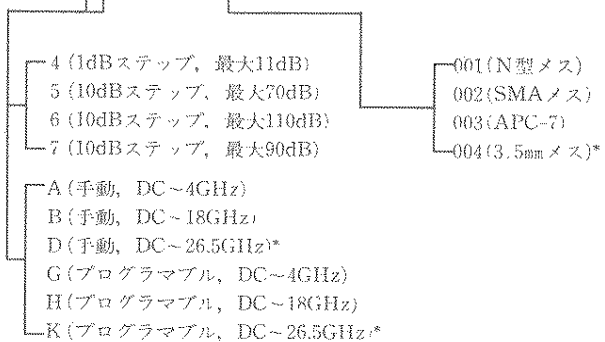 4 (1dBステップ, 最大11dB)
5 (10dBステップ, 最大70dB)
6 (10dBステップ, 最大110dB)
7 (10dBステップ, 最大90dB)
001(N型メス)
002(SMAメス)
003(APC-7)
004(3.5mmメス)*
A (手動, DC~4GHz)
B (手動, DC~18GHz)
D (手動, DC~26.5GHz)*
G (プログラマブル, DC~4GHz)
H (プログラマブル, DC~18GHz)
K (プログラマブル, DC~26.5GHz)*